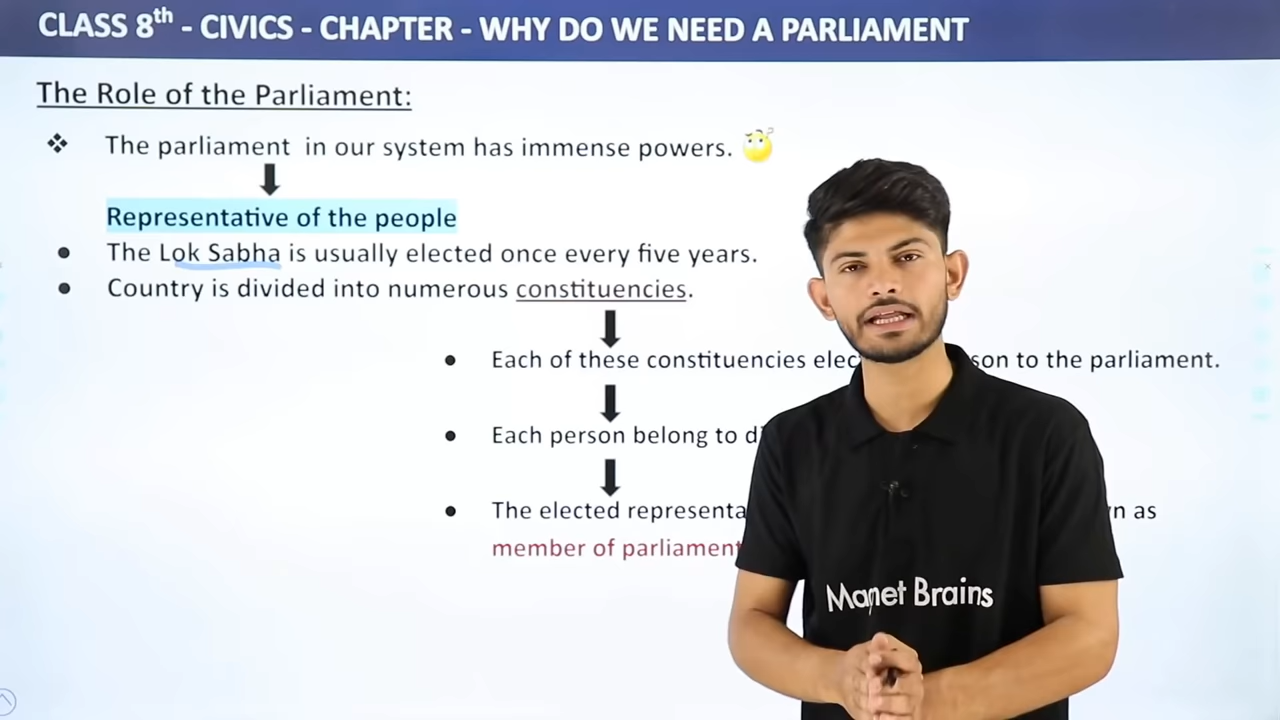 CLASS 8th - CIVICS - CHAPTER - WHY DO WE NEED A PARLIAMENT
The Role of the Parliament:
❖ The parliament in our system has immense powers.
Representative of the people
• The Lok Sabha is usually elected once every five years.
• Country is divided into numerous constituencies.
• Each of these constituencies elec son to the parliament.
• Each person belong to d
• The elected representa n as
member of parliament
Magnet Brains